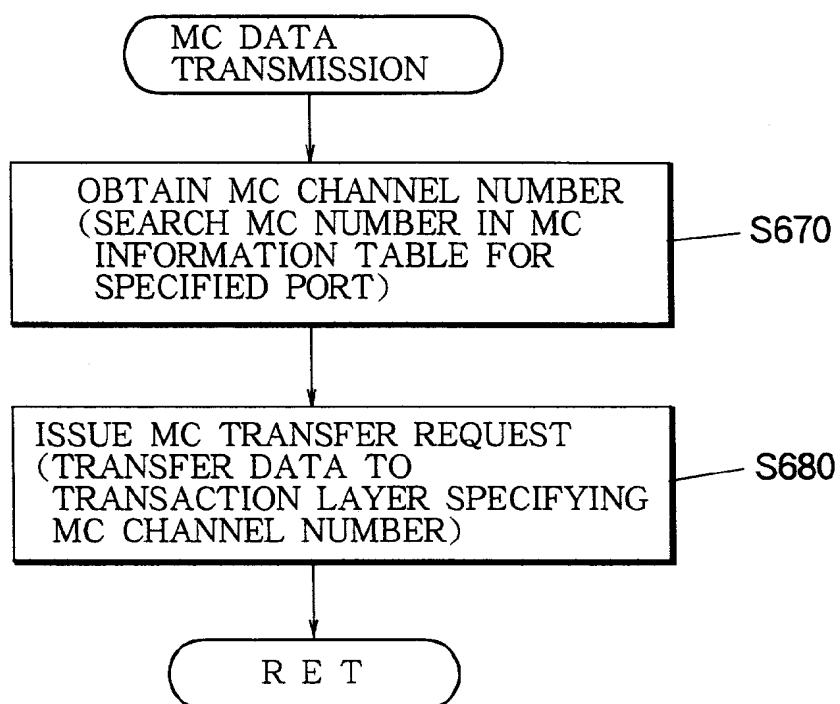 MC DATA
TRANSMISSION
OBTAIN MC CHANNEL NUMBER
(SEARCH MC NUMBER IN MC
INFORMATION TABLE FOR
SPECIFIED PORT)
S670
ISSUE MC TRANSFER REQUEST
(TRANSFER DATA TO
TRANSACTION LAYER SPECIFYING
MC CHANNEL NUMBER)
S680
R E T